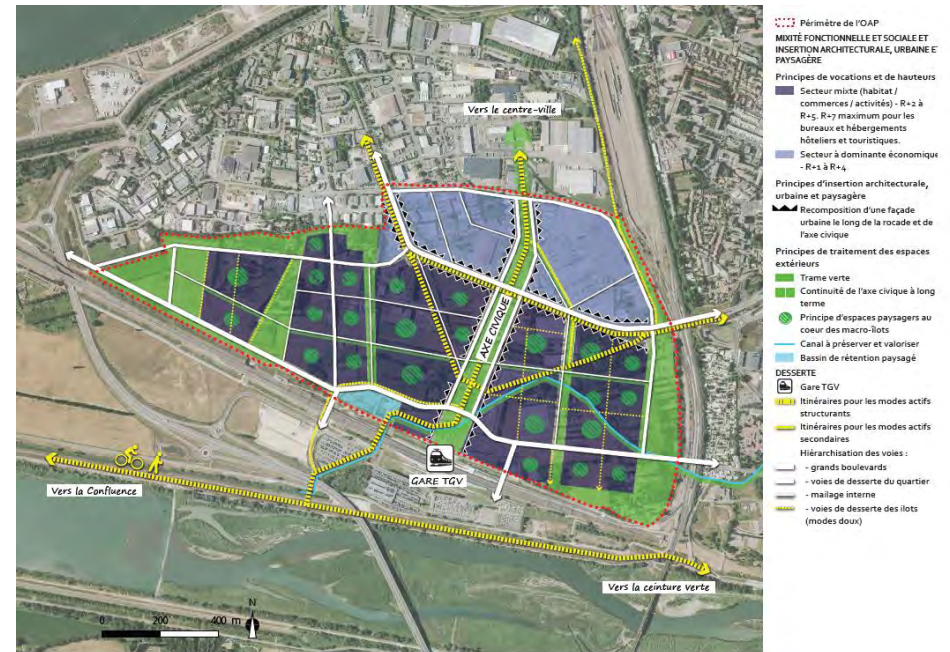 Vers le centre-ville
AXE CIVIQUE
GARE TGV
Vers la Confluence
Vers la ceinture verte
0 200 400 m
N
Périmètre de l'OAP
MIXITÉ FONCTIONNELLE ET SOCIALE ET
INSERTION ARCHITECTURALE, URBAINE E
PAYSAGÈRE
Principes de vocations et de hauteurs
Secteur mixte (habitat /
commerces / activités) - R+2 à
R+5. R+7 maximum pour les
bureaux et hébergements
hôteliers et touristiques.
Secteur à dominante économique
- R+1 à R+4
Principes d'insertion architecturale,
urbaine et paysagère
Recomposition d'une façade
urbaine le long de la rocade et de
l'axe civique
Principes de traitement des espaces
extérieurs
Trame verte
Continuité de l'axe civique à long
terme
Principe d'espaces paysagers au
coeur des macro-îlots
Canal à préserver et valoriser
Bassin de rétention paysagé
DESSERTE
Gare TGV
Itinéraires pour les modes actifs
structurants
Itinéraires pour les modes actifs
secondaires
Hiérarchisation des voies :
- grands boulevards
- voies de desserte du quartier
- mailage interne
- voies de desserte des ilots
(modes doux)